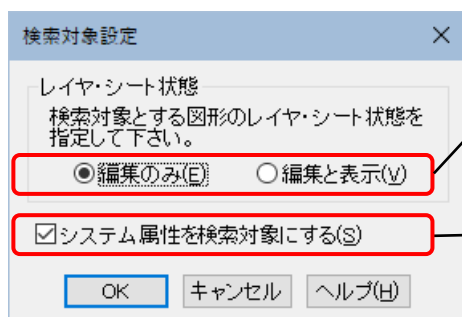 検索対象設定
レイヤ・シート状態
検索対象とする図形のレイヤ・シート状態を
指定して下さい。
編集のみ(E) 編集と表示(V)
システム属性を検索対象にする(S)
OK キャンセル ヘルプ(H)